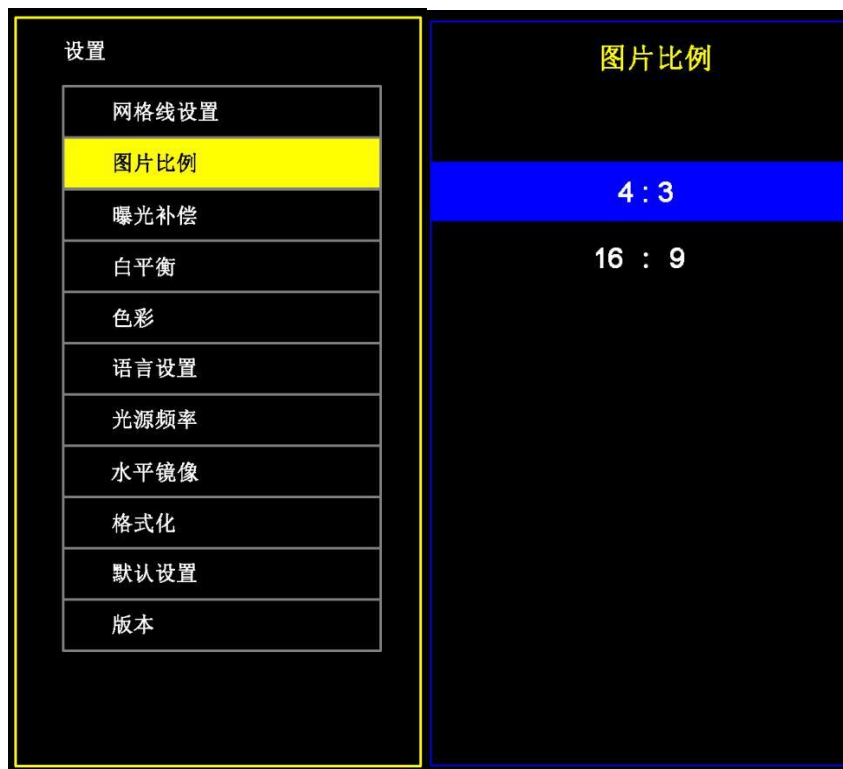 设置
网格线设置
图片比例
曝光补偿
白平衡
色彩
语言设置
光源频率
水平镜像
格式化
默认设置
版本
图片比例
4 : 3
16 : 9